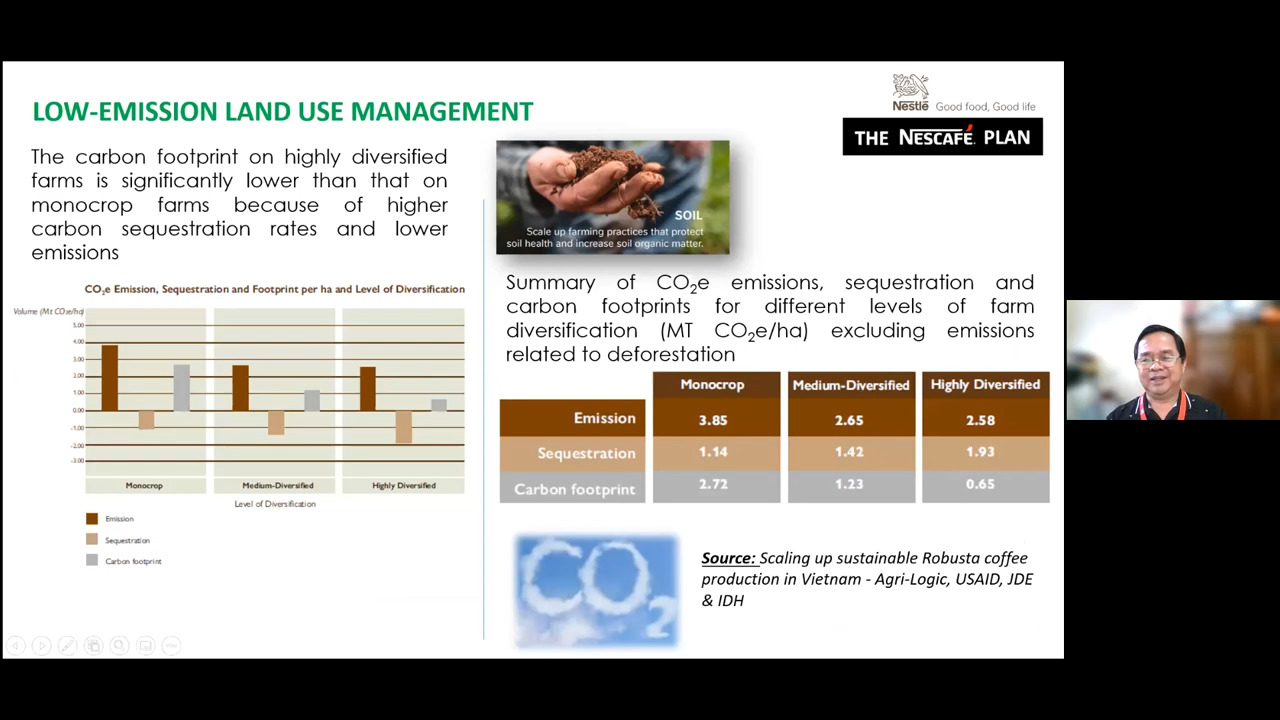 LOW-EMISSION LAND USE MANAGEMENT
Nestlé Good food, Good life
THE NESCAFÉ PLAN
The carbon footprint on highly diversified
farms is significantly lower than that on
monocrop farms because of higher
carbon sequestration rates and lower
emissions
CO₂e Emission, Sequestration and Footprint per ha and Level of Diversification
Volume (Mt CO₂e/ha)
5.00
4.00
3.00
2.00
1.00
0.00
-1.00
-2.00
-3.00
Monocrop Medium-Diversified Highly Diversified
Level of Diversification
Emission
Sequestration
Carbon footprint
SOIL
Scale up farming practices that protect
soil health and increase soil organic matter.
Summary of CO₂e emissions, sequestration and
carbon footprints for different levels of farm
diversification (MT CO₂e/ha) excluding emissions
related to deforestation
Monocrop Medium-Diversified Highly Diversified
Emission 3.85 2.65 2.58
Sequestration 1.14 1.42 1.93
Carbon footprint 2.72 1.23 0.65
CO₂
Source: Scaling up sustainable Robusta coffee
production in Vietnam - Agri-Logic, USAID, JDE
& IDH